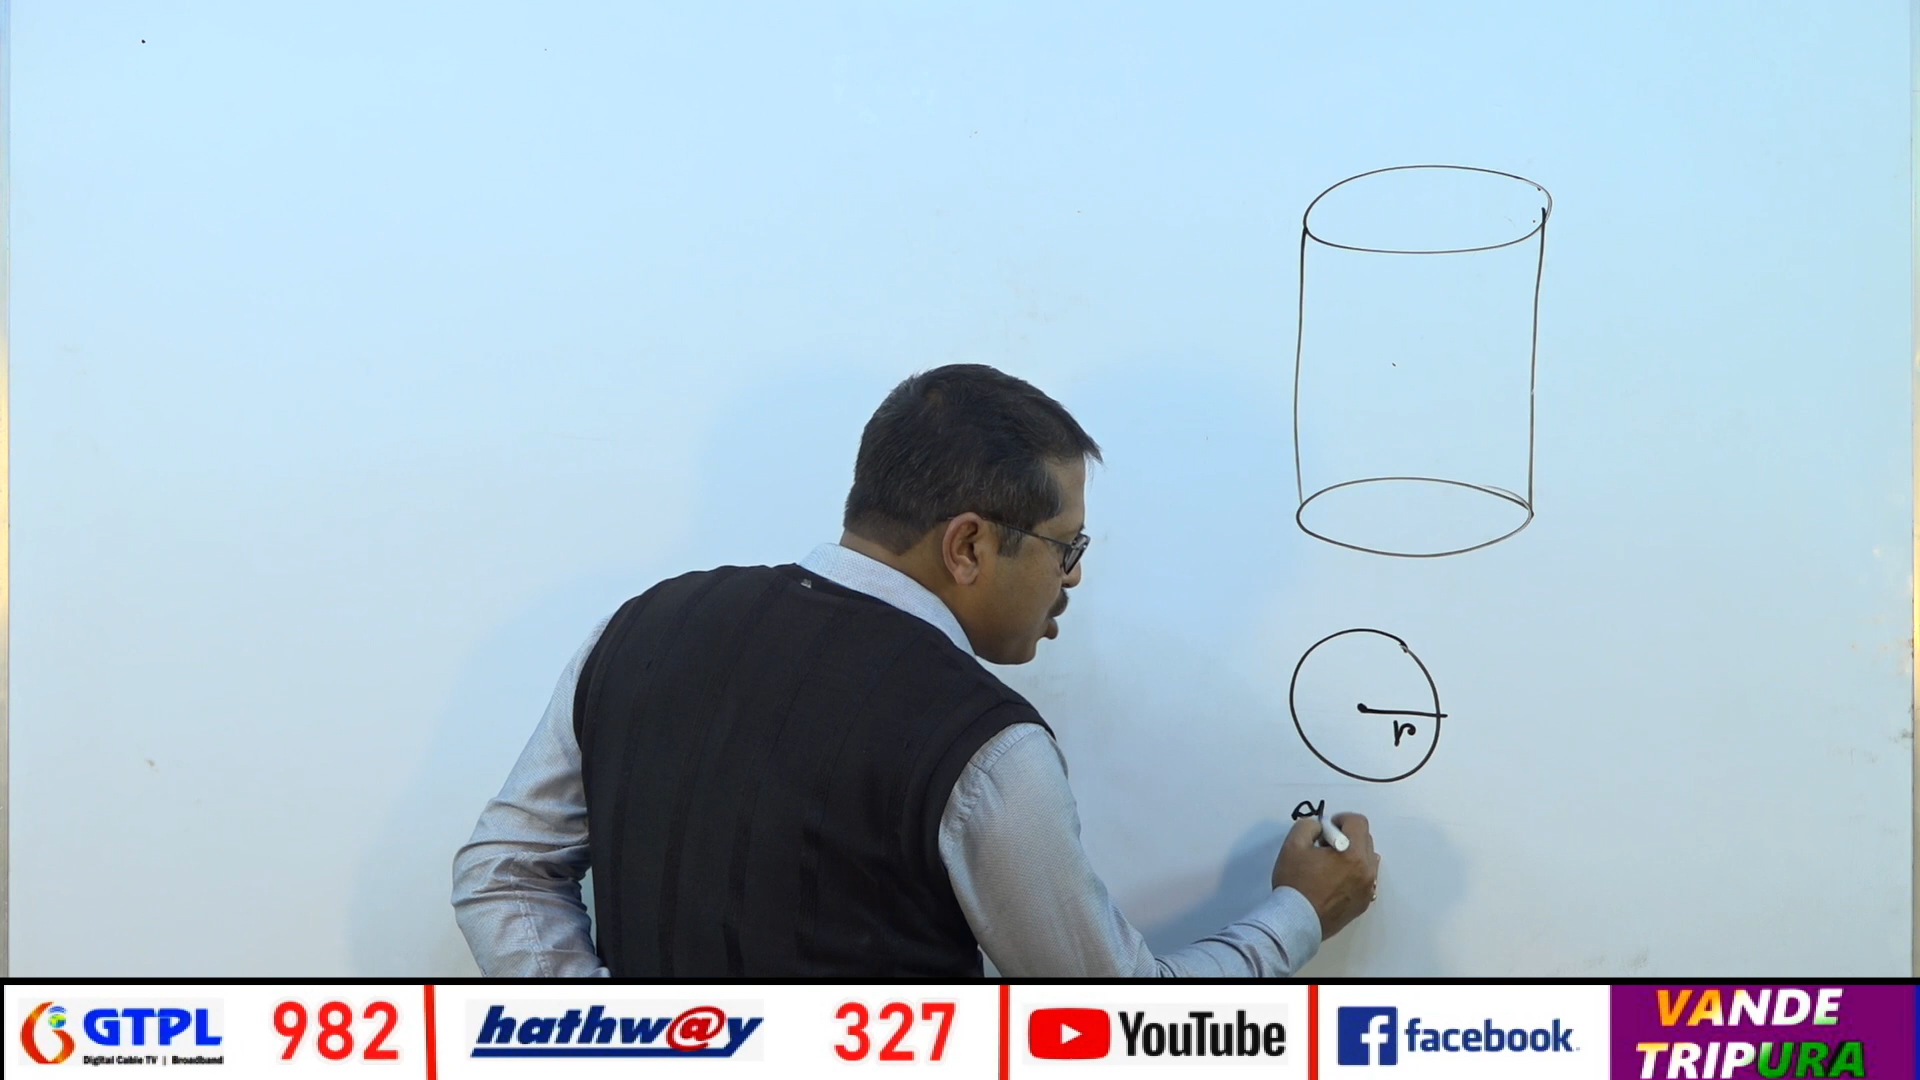 r
GTPL
Digital Cable TV | Broadband
982
hathw@y
327
YouTube
facebook
VANDE
TRIPURA